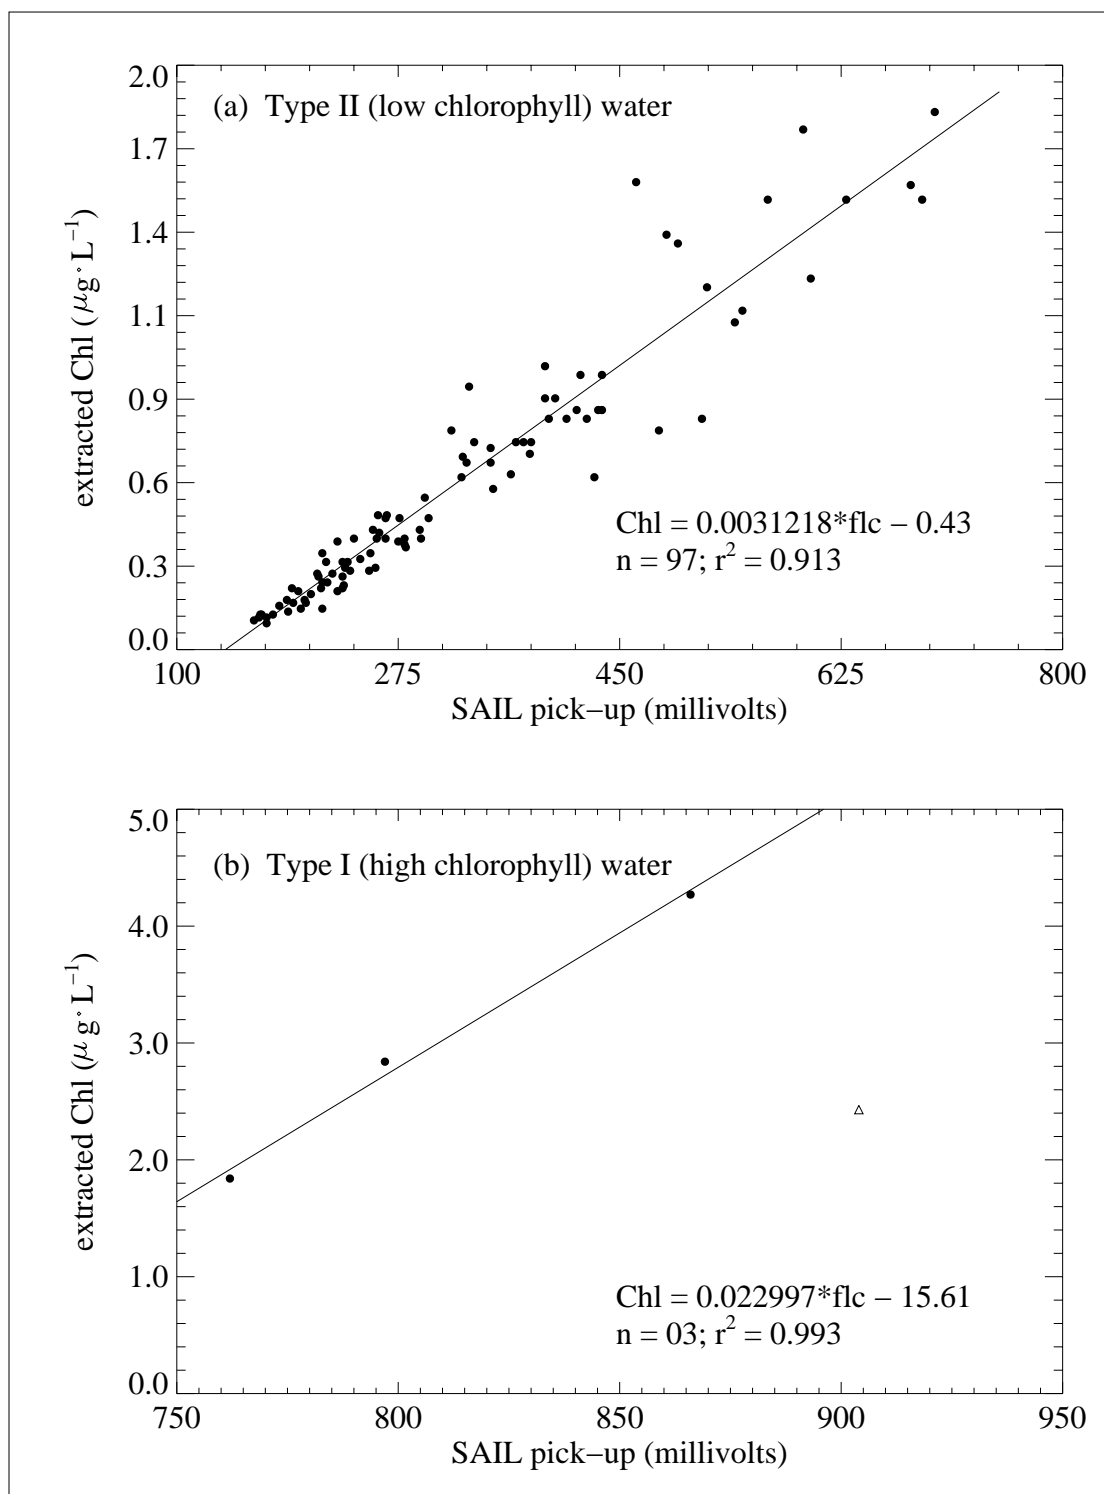 2.0
(a) Type II (low chlorophyll) water
1.7
1.4
1.1
0.9
0.6
0.3
0.0
extracted Chl (μg·L⁻¹)
Chl = 0.0031218*flc − 0.43
n = 97; r² = 0.913
100 275 450 625 800
SAIL pick−up (millivolts)
5.0
(b) Type I (high chlorophyll) water
4.0
3.0
2.0
1.0
0.0
extracted Chl (μg·L⁻¹)
Chl = 0.022997*flc − 15.61
n = 03; r² = 0.993
750 800 850 900 950
SAIL pick−up (millivolts)